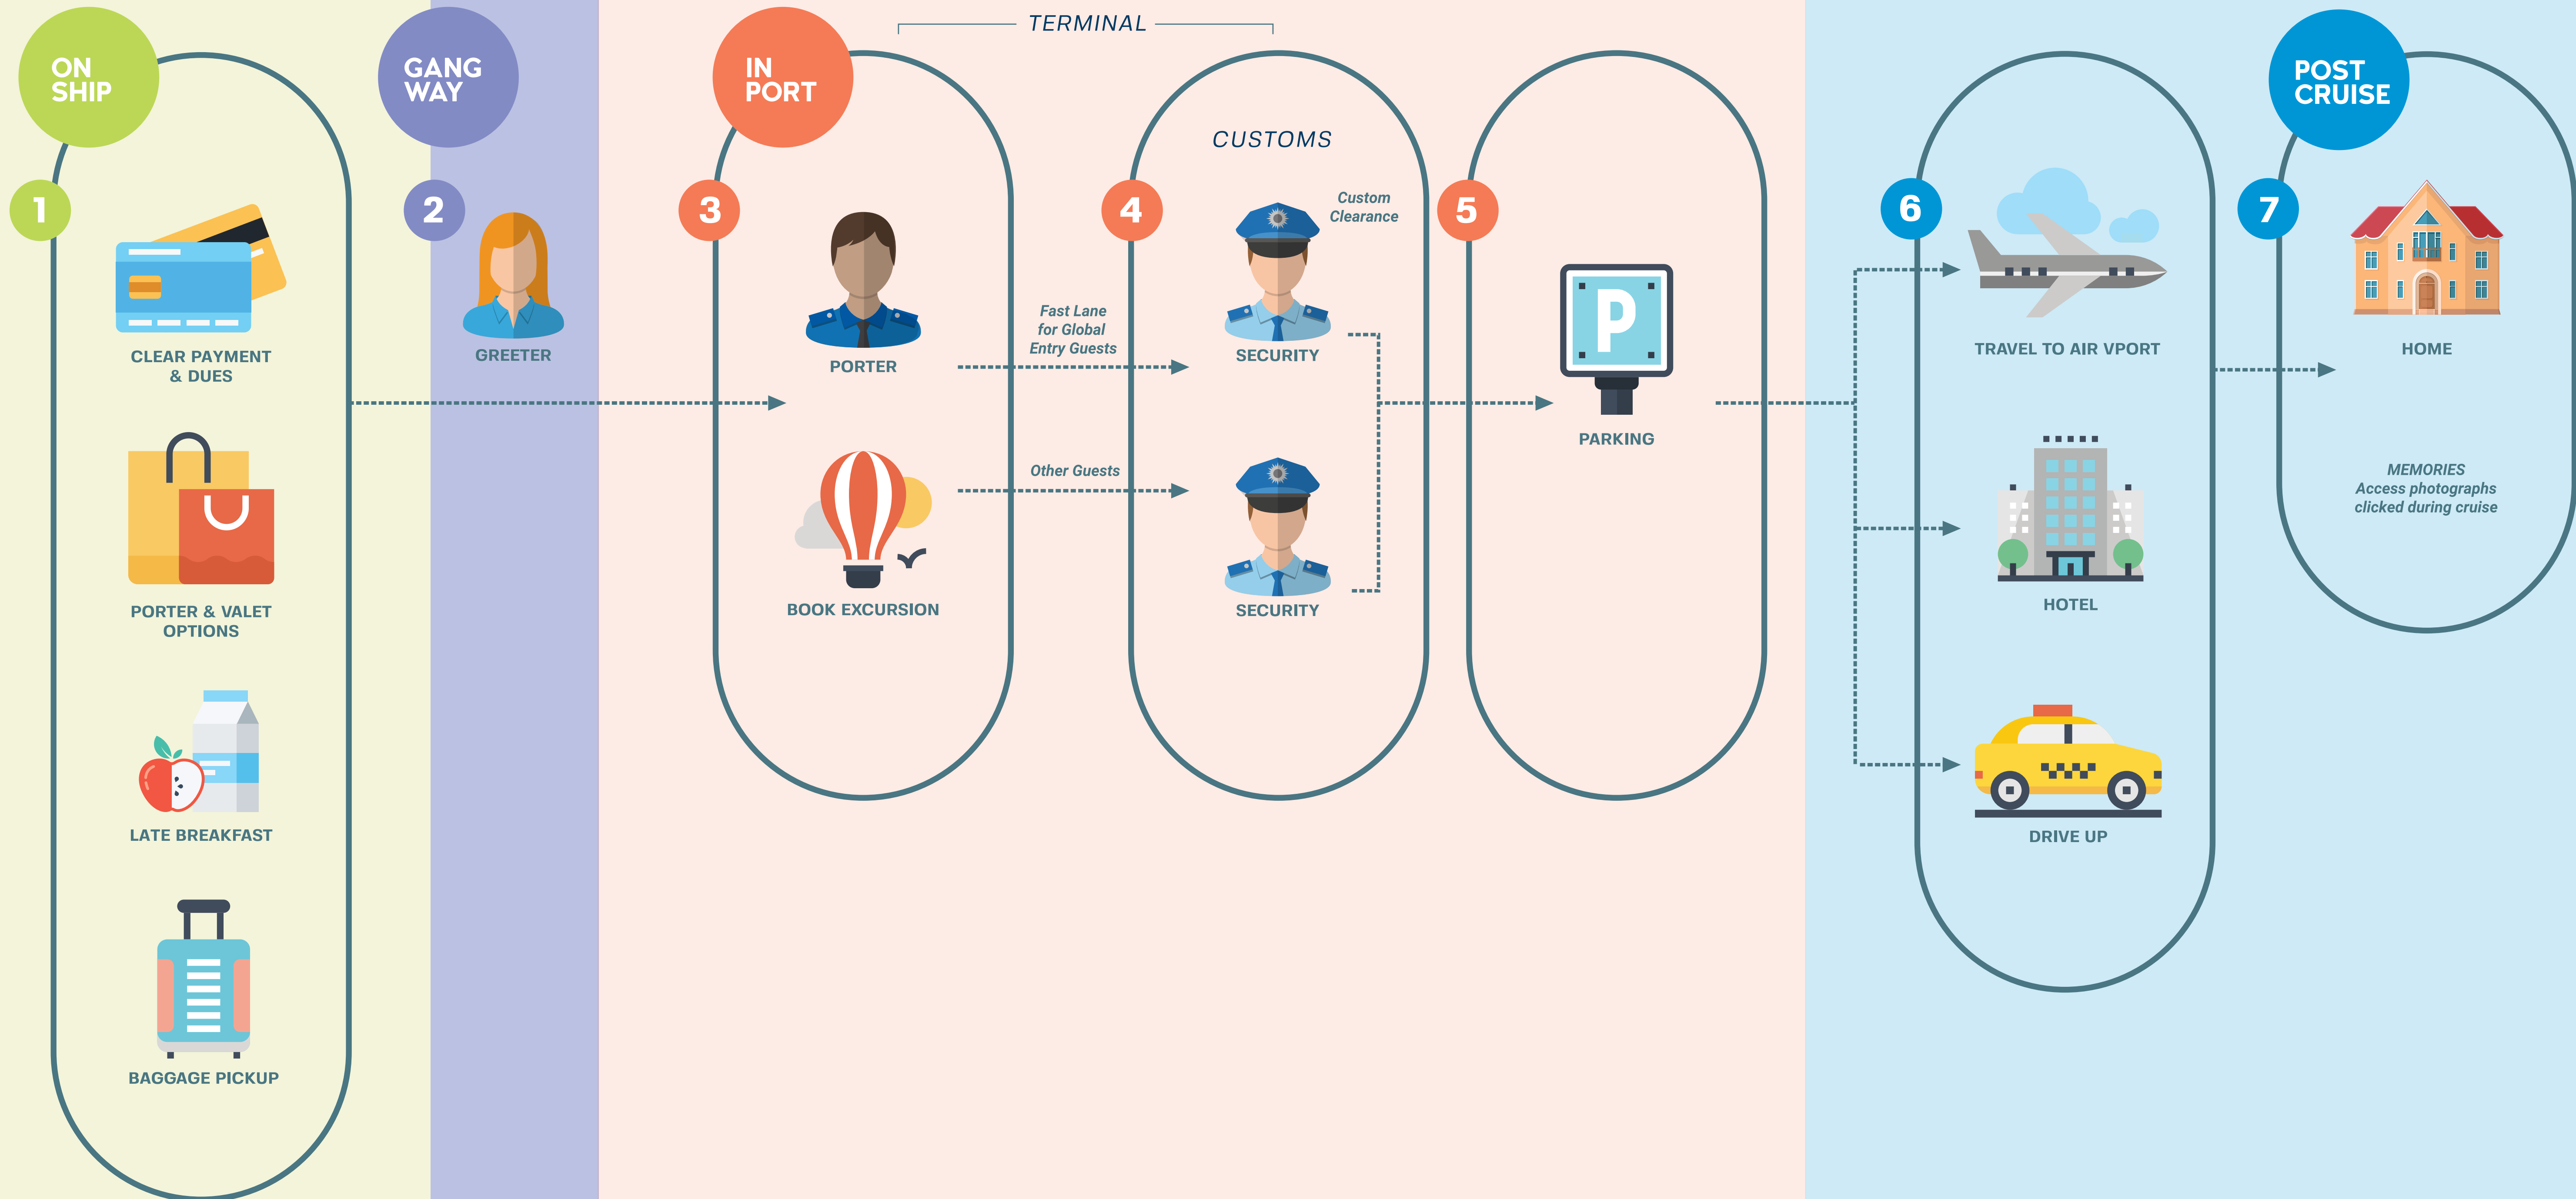 TERMINAL
ON
SHIP
1
CLEAR PAYMENT
& DUES
PORTER & VALET
OPTIONS
LATE BREAKFAST
BAGGAGE PICKUP
GANG
WAY
2
GREETER
IN
PORT
3
PORTER
BOOK EXCURSION
Fast Lane
for Global
Entry Guests
Other Guests
4
CUSTOMS
Custom
Clearance
SECURITY
SECURITY
5
P
PARKING
6
TRAVEL TO AIR VPORT
HOTEL
DRIVE UP
POST
CRUISE
7
HOME
MEMORIES
Access photographs
clicked during cruise